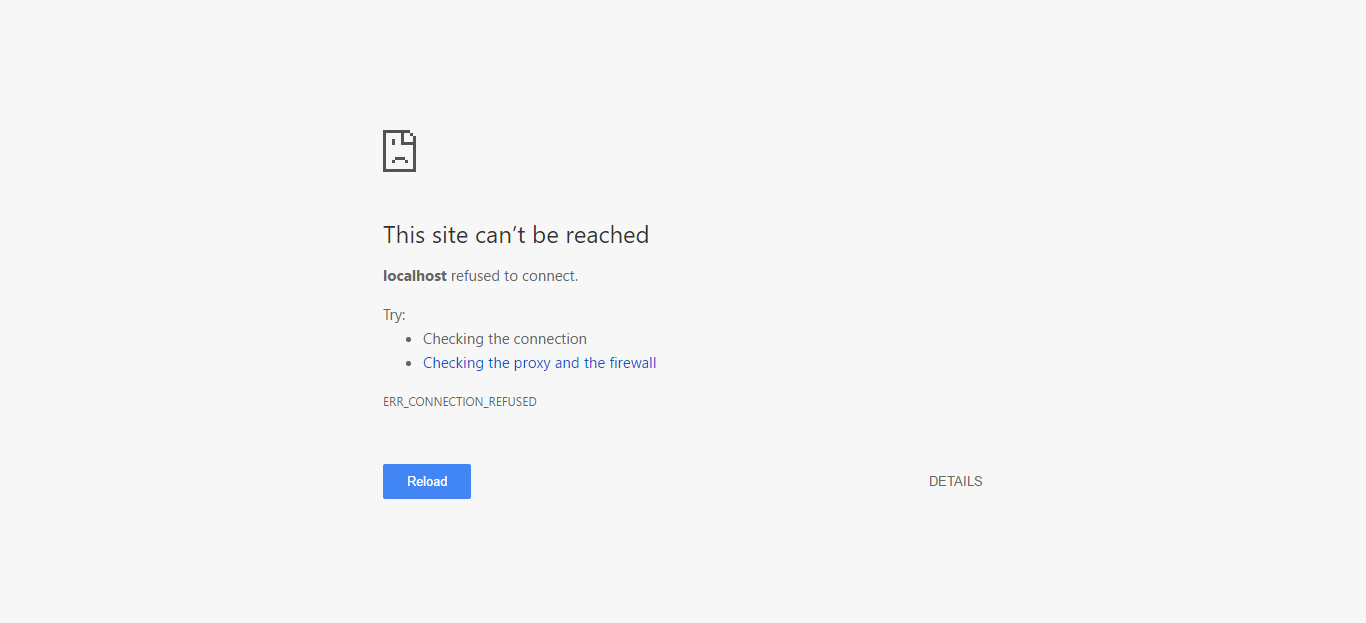 This site can’t be reached
localhost refused to connect.
Try:
Checking the connection
Checking the proxy and the firewall
ERR_CONNECTION_REFUSED
Reload
DETAILS